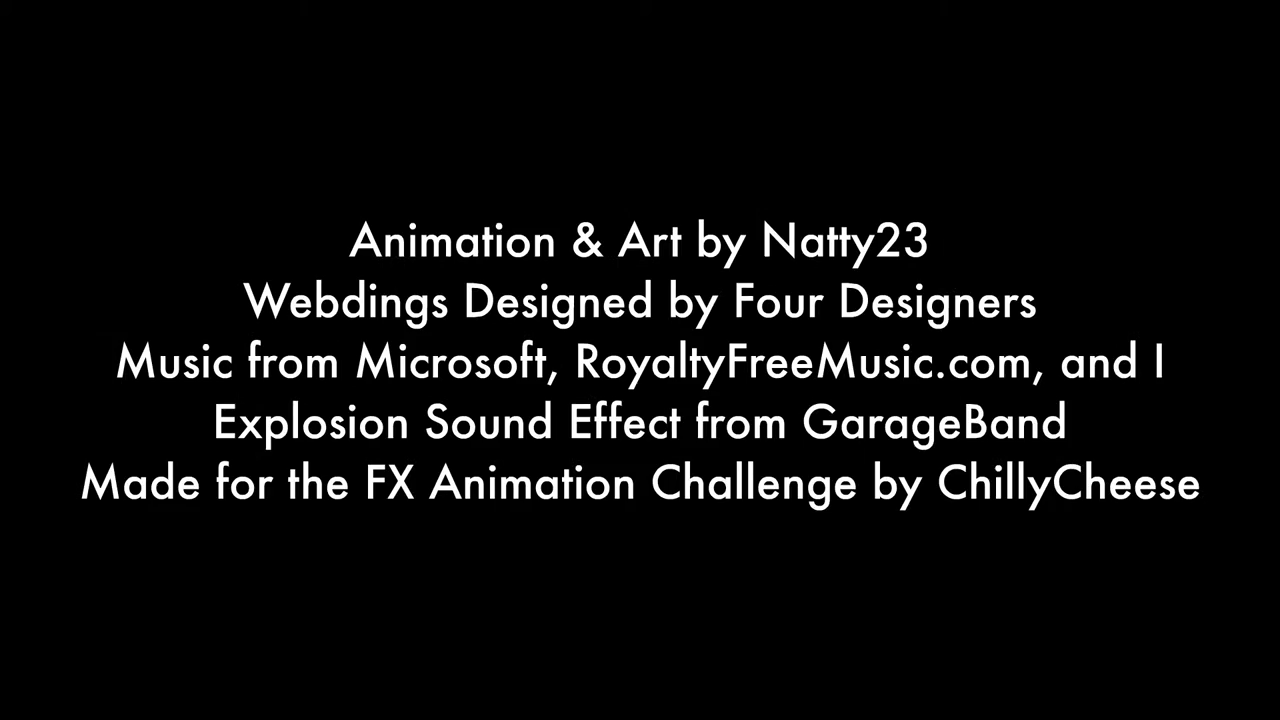 Animation & Art by Natty23
Webdings Designed by Four Designers
Music from Microsoft, RoyaltyFreeMusic.com, and I
Explosion Sound Effect from GarageBand
Made for the FX Animation Challenge by ChillyCheese